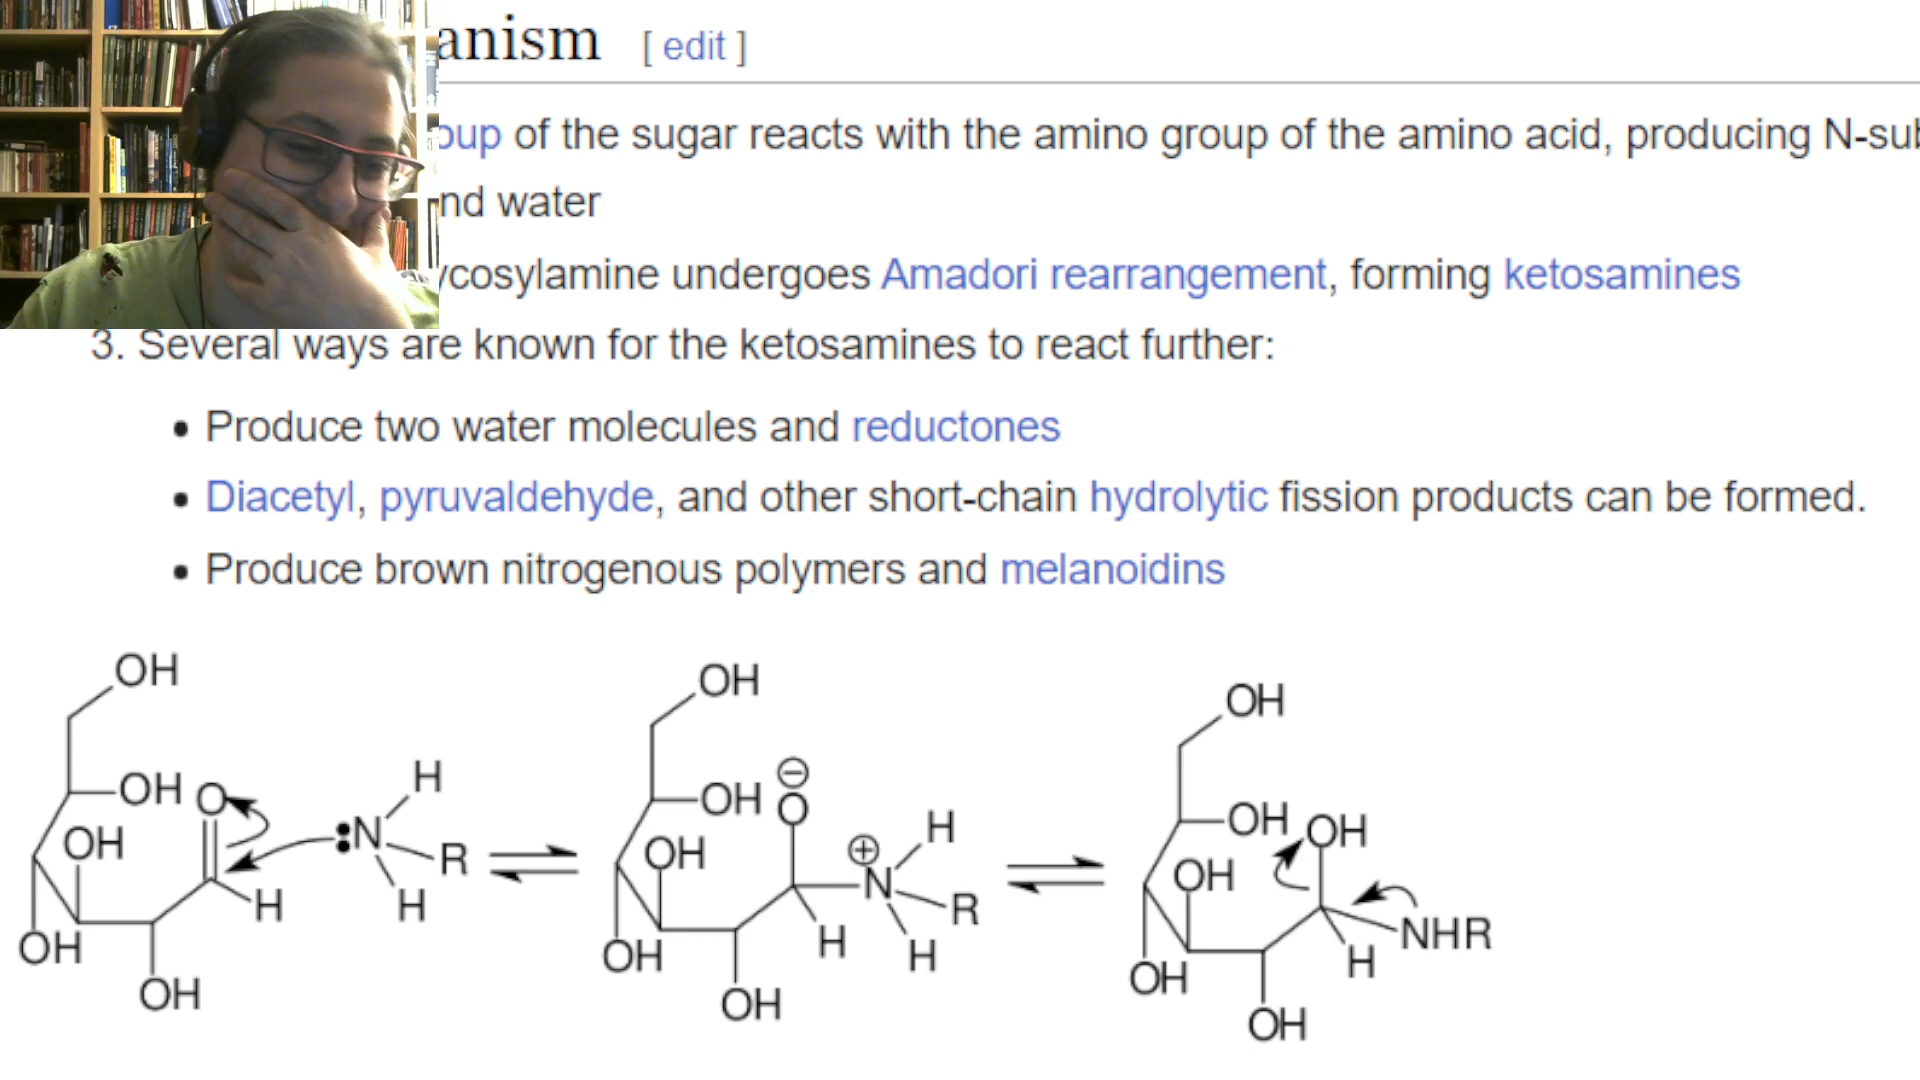 anism [ edit ]
oup of the sugar reacts with the amino group of the amino acid, producing N-sub
nd water
ycosylamine undergoes Amadori rearrangement, forming ketosamines
3. Several ways are known for the ketosamines to react further:
• Produce two water molecules and reductones
• Diacetyl, pyruvaldehyde, and other short-chain hydrolytic fission products can be formed.
• Produce brown nitrogenous polymers and melanoidins
OH OH OH
OH O H OH ⊖ O H OH OH
OH :N R OH ⊕ N R OH NHR
H H H H H
OH OH OH
OH OH OH